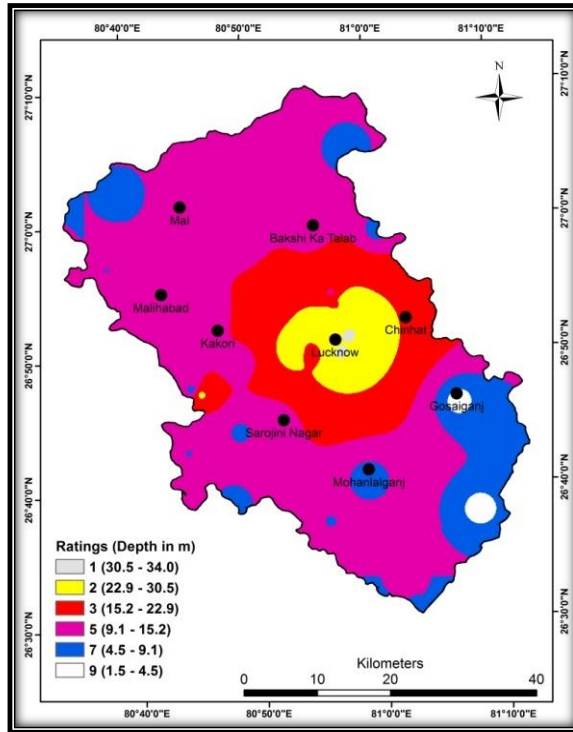 80°40'0"E 80°50'0"E 81°0'0"E 81°10'0"E
N
27°10'0"N
27°10'0"N
27°0'0"N
27°0'0"N
26°50'0"N
26°50'0"N
26°40'0"N
26°40'0"N
26°30'0"N
26°30'0"N
Mal
Bakshi Ka Talab
Malihabad
Kakori
Chinhat
Lucknow
Gosaiganj
Sarojini Nagar
Mohanlalganj
Ratings (Depth in m)
1 (30.5 - 34.0)
2 (22.9 - 30.5)
3 (15.2 - 22.9)
5 (9.1 - 15.2)
7 (4.5 - 9.1)
9 (1.5 - 4.5)
Kilometers
0 10 20 40
80°40'0"E 80°50'0"E 81°0'0"E 81°10'0"E